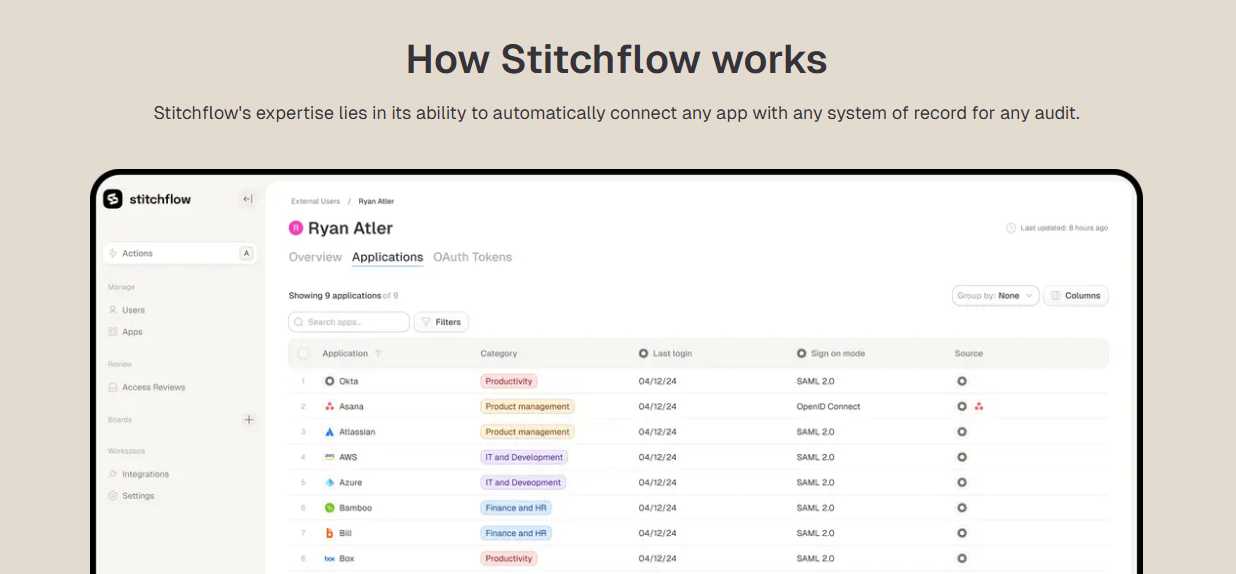 How Stitchflow works
Stitchflow's expertise lies in its ability to automatically connect any app with any system of record for any audit.
stitchflow
Actions A
Manage
Users
Apps
Review
Access Reviews
Boards
Workspace
Integrations
Settings
External Users / Ryan Atler
R Ryan Atler
Last updated: 8 hours ago
Overview Applications OAuth Tokens
Showing 9 applications of 9
Group by: None Columns
Search apps... Filters
Application Category Last login Sign on mode Source
1 Okta Productivity 04/12/24 SAML 2.0
2 Asana Product management 04/12/24 OpenID Connect
3 Atlassian Product management 04/12/24 SAML 2.0
4 aws AWS IT and Development 04/12/24 SAML 2.0
5 Azure IT and Deveopment 04/12/24 SAML 2.0
6 Bamboo Finance and HR 04/12/24 SAML 2.0
7 b Bill Finance and HR 04/12/24 SAML 2.0
8 box Box Productivity 04/12/24 SAML 2.0